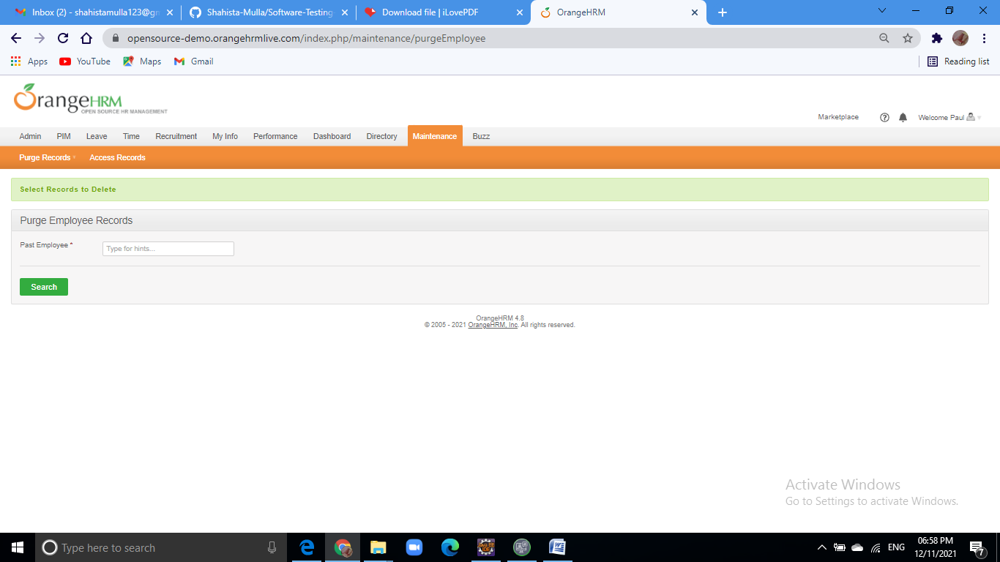 Inbox (2) - shahistamulla123@gm
Shahista-Mulla/Software-Testing
Download file | iLovePDF
OrangeHRM
opensource-demo.orangehrmlive.com/index.php/maintenance/purgeEmployee
Apps YouTube Maps Gmail Reading list
OrangeHRM
OPEN SOURCE HR MANAGEMENT
Marketplace Welcome Paul
Admin PIM Leave Time Recruitment My Info Performance Dashboard Directory Maintenance Buzz
Purge Records Access Records
Select Records to Delete
Purge Employee Records
Past Employee * Type for hints...
Search
OrangeHRM 4.8
© 2005 - 2021 OrangeHRM, Inc. All rights reserved.
Activate Windows
Go to Settings to activate Windows.
Type here to search
ENG
06:58 PM
12/11/2021
7